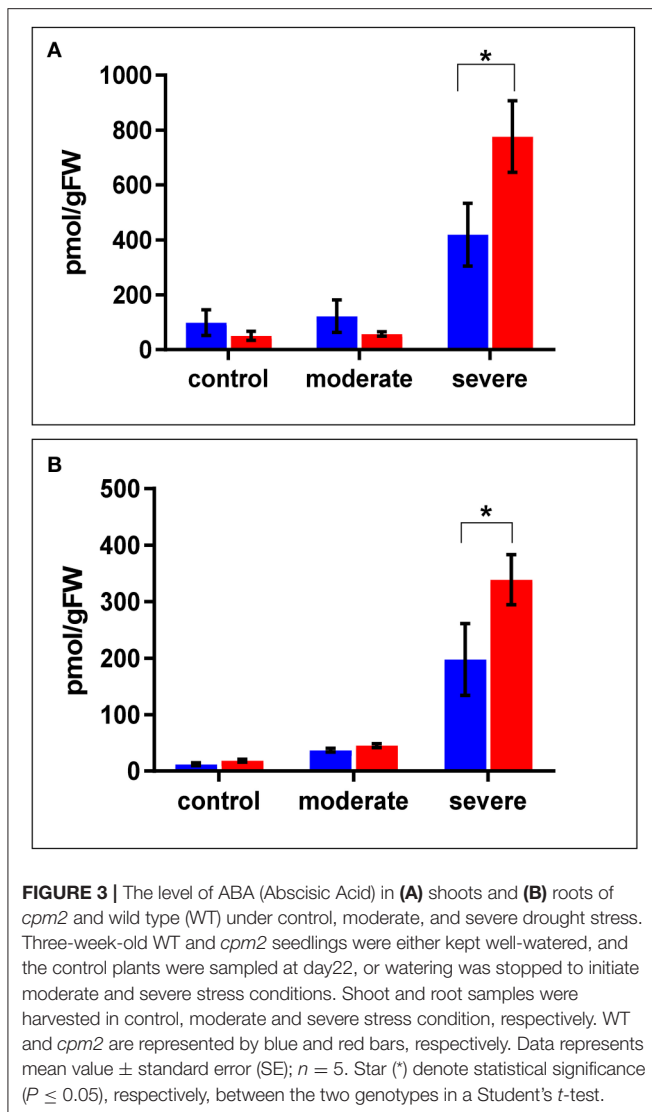 A
1000
800
600
400
200
0
pmol/gFW
*
control moderate severe
B
500
400
300
200
100
0
pmol/gFW
*
control moderate severe
FIGURE 3 | The level of ABA (Abscisic Acid) in (A) shoots and (B) roots of
cpm2 and wild type (WT) under control, moderate, and severe drought stress.
Three-week-old WT and cpm2 seedlings were either kept well-watered, and
the control plants were sampled at day22, or watering was stopped to initiate
moderate and severe stress conditions. Shoot and root samples were
harvested in control, moderate and severe stress condition, respectively. WT
and cpm2 are represented by blue and red bars, respectively. Data represents
mean value ± standard error (SE); n = 5. Star (*) denote statistical significance
(P ≤ 0.05), respectively, between the two genotypes in a Student's t-test.